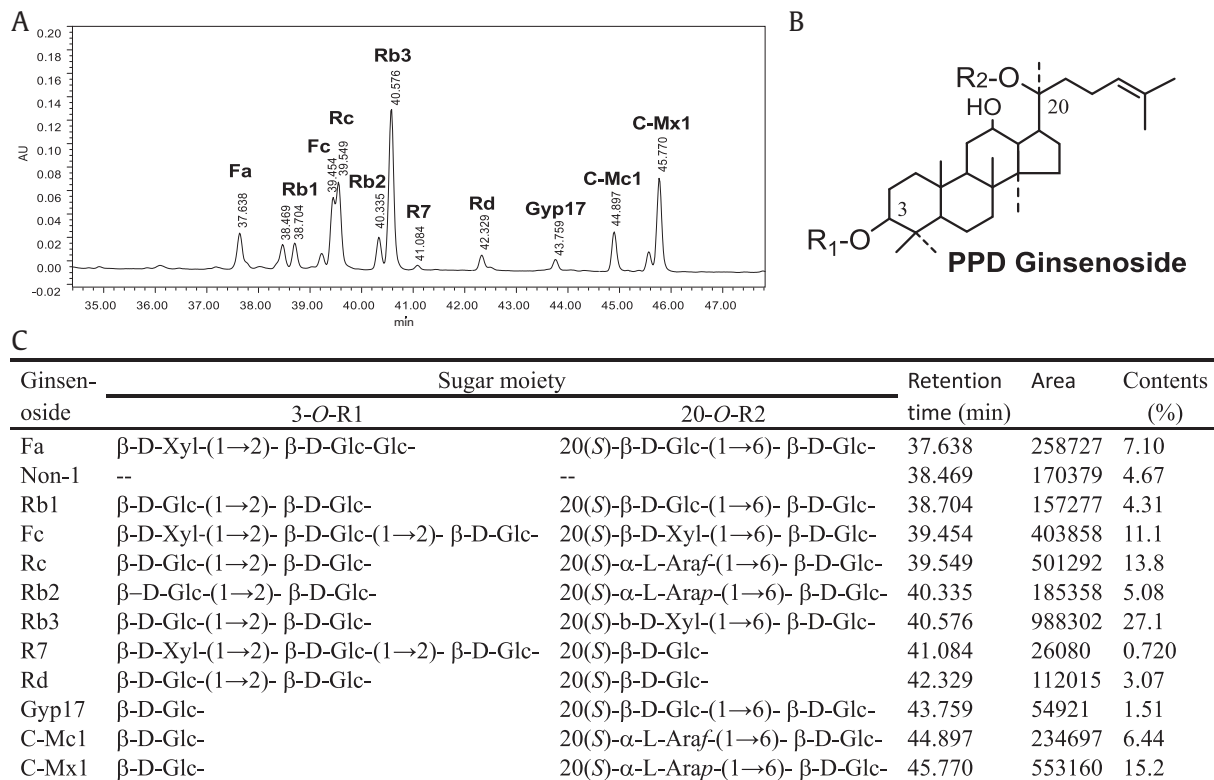 A
0.20
0.18
0.16
0.14
0.12
0.10
0.08
0.06
0.04
0.02
0.00
-0.02
AU
35.00 36.00 37.00 38.00 39.00 40.00 41.00 42.00 43.00 44.00 45.00 46.00 47.00
min
Fa
37.638
38.469
Rb1
38.704
Fc
39.454
Rc
39.549
Rb2
40.335
Rb3
40.576
R7
41.084
Rd
42.329
Gyp17
43.759
C-Mc1
44.897
C-Mx1
45.770
B
R2-O
20
HO
3
R1-O
PPD Ginsenoside
C
Ginsen- Sugar moiety Retention Area Contents
oside 3-O-R1 20-O-R2 time (min) (%)
Fa β-D-Xyl-(1→2)- β-D-Glc-Glc- 20(S)-β-D-Glc-(1→6)- β-D-Glc- 37.638 258727 7.10
Non-1 -- -- 38.469 170379 4.67
Rb1 β-D-Glc-(1→2)- β-D-Glc- 20(S)-β-D-Glc-(1→6)- β-D-Glc- 38.704 157277 4.31
Fc β-D-Xyl-(1→2)- β-D-Glc-(1→2)- β-D-Glc- 20(S)-β-D-Xyl-(1→6)- β-D-Glc- 39.454 403858 11.1
Rc β-D-Glc-(1→2)- β-D-Glc- 20(S)-α-L-Araf-(1→6)- β-D-Glc- 39.549 501292 13.8
Rb2 β–D-Glc-(1→2)- β-D-Glc- 20(S)-α-L-Arap-(1→6)- β-D-Glc- 40.335 185358 5.08
Rb3 β-D-Glc-(1→2)- β-D-Glc- 20(S)-b-D-Xyl-(1→6)- β-D-Glc- 40.576 988302 27.1
R7 β-D-Xyl-(1→2)- β-D-Glc-(1→2)- β-D-Glc- 20(S)-β-D-Glc- 41.084 26080 0.720
Rd β-D-Glc-(1→2)- β-D-Glc- 20(S)-β-D-Glc- 42.329 112015 3.07
Gyp17 β-D-Glc- 20(S)-β-D-Glc-(1→6)- β-D-Glc- 43.759 54921 1.51
C-Mc1 β-D-Glc- 20(S)-α-L-Araf-(1→6)- β-D-Glc- 44.897 234697 6.44
C-Mx1 β-D-Glc- 20(S)-α-L-Arap-(1→6)- β-D-Glc- 45.770 553160 15.2